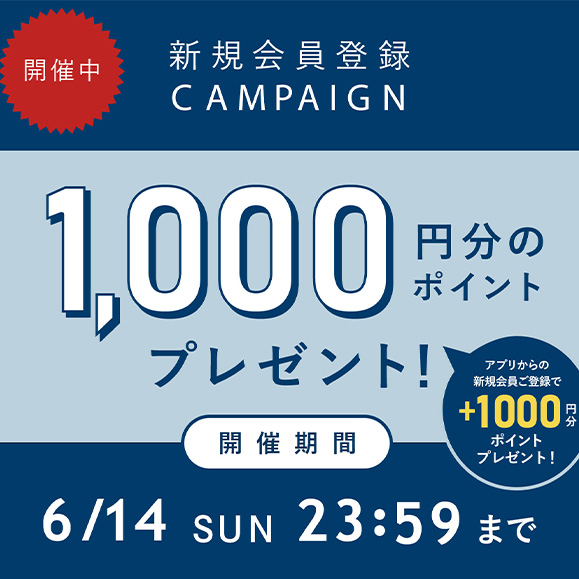 開催中
新規会員登録
CAMPAIGN
1,000円分の
ポイント
プレゼント!
アプリからの
新規会員ご登録で
+1000円分
ポイント
プレゼント!
開催期間
6/14 SUN 23:59まで